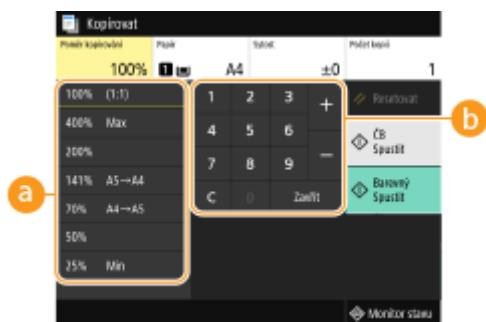 Kopírovat
Poměr kopírování Papír Sytost Počet kopií
100% 1 A4 ±0 1
100% (1:1)
400% Max
200%
141% A5→A4
70% A4→A5
50%
25% Min
1 2 3 +
4 5 6
7 8 9 −
C 0 Zavřít
Resetovat
ČB
Spustit
Barevný
Spustit
a
b
Monitor stavu